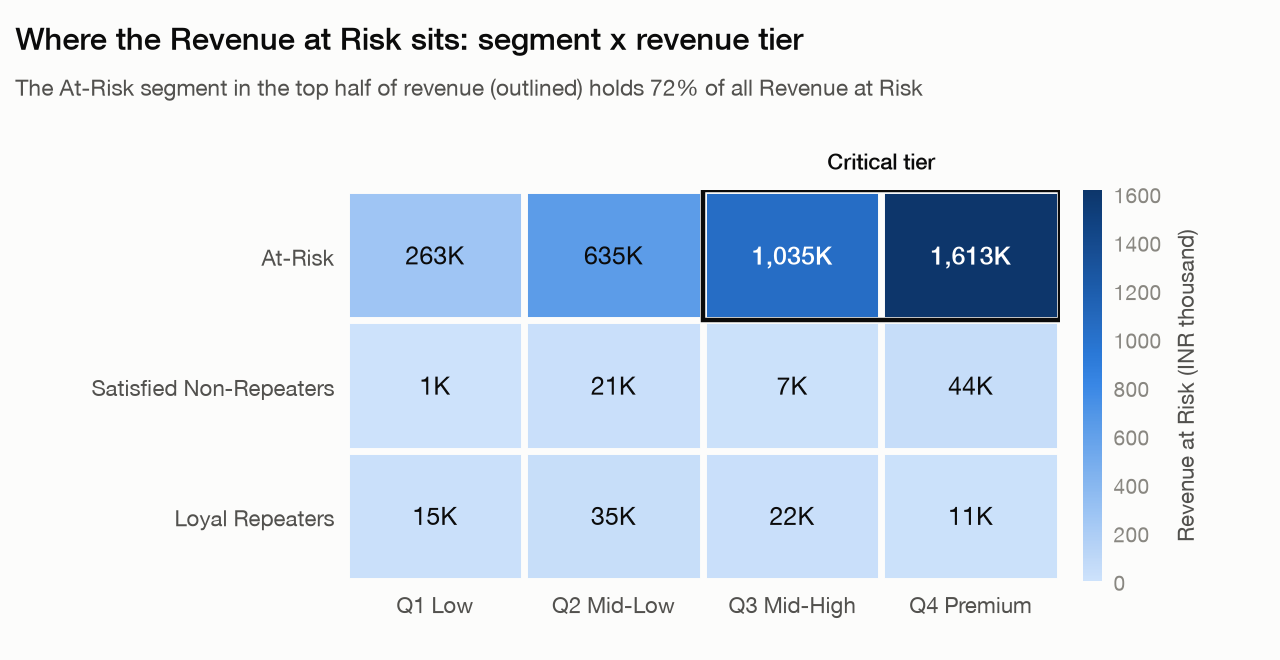 Where the Revenue at Risk sits: segment x revenue tier
The At-Risk segment in the top half of revenue (outlined) holds 72% of all Revenue at Risk
Critical tier
At-Risk
263K
635K
1,035K
1,613K
Satisfied Non-Repeaters
1K
21K
7K
44K
Loyal Repeaters
15K
35K
22K
11K
Q1 Low
Q2 Mid-Low
Q3 Mid-High
Q4 Premium
1600
1400
1200
1000
800
600
400
200
0
Revenue at Risk (INR thousand)